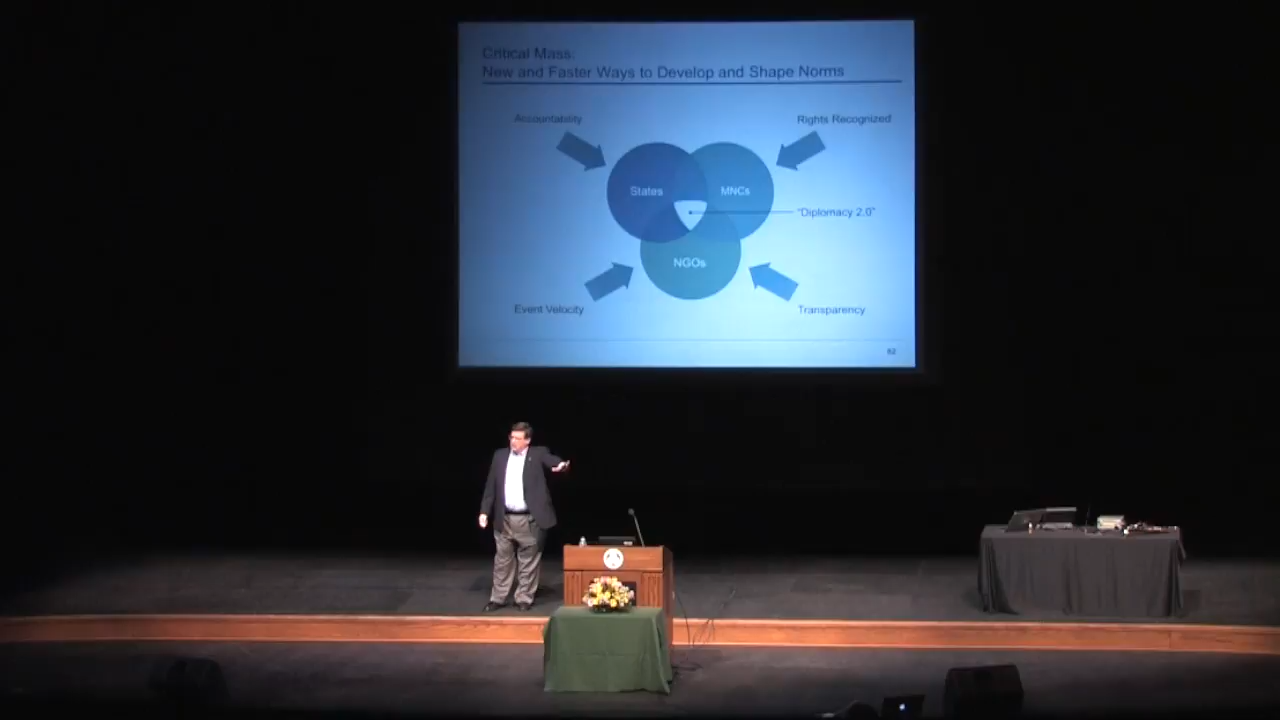 Critical Mass:
New and Faster Ways to Develop and Shape Norms
Accountability
Rights Recognized
States
MNCs
"Diplomacy 2.0"
NGOs
Event Velocity
Transparency
62